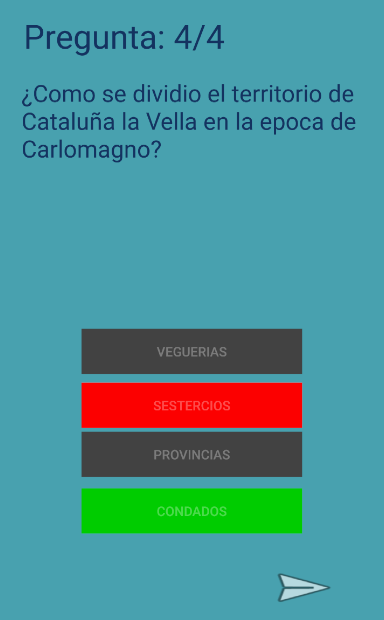 Pregunta: 4/4
¿Como se dividio el territorio de
Cataluña la Vella en la epoca de
Carlomagno?
VEGUERIAS
SESTERCIOS
PROVINCIAS
CONDADOS